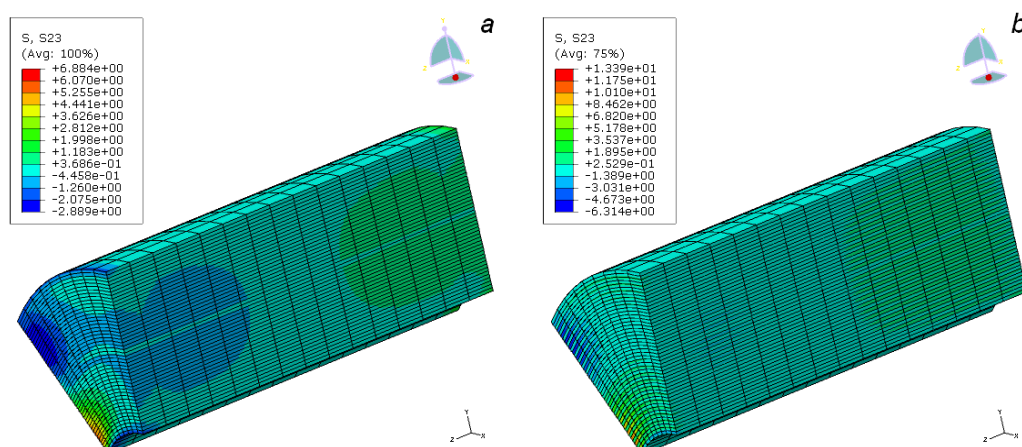 a
S, S23
(Avg: 100%)
+6.884e+00
+6.070e+00
+5.255e+00
+4.441e+00
+3.626e+00
+2.812e+00
+1.998e+00
+1.183e+00
+3.686e-01
-4.458e-01
-1.260e+00
-2.075e+00
-2.889e+00
Y
Z
X
Y
Z
X
b
S, S23
(Avg: 75%)
+1.339e+01
+1.175e+01
+1.010e+01
+8.462e+00
+6.820e+00
+5.178e+00
+3.537e+00
+1.895e+00
+2.529e-01
-1.389e+00
-3.031e+00
-4.673e+00
-6.314e+00
Y
Z
X
Y
Z
X